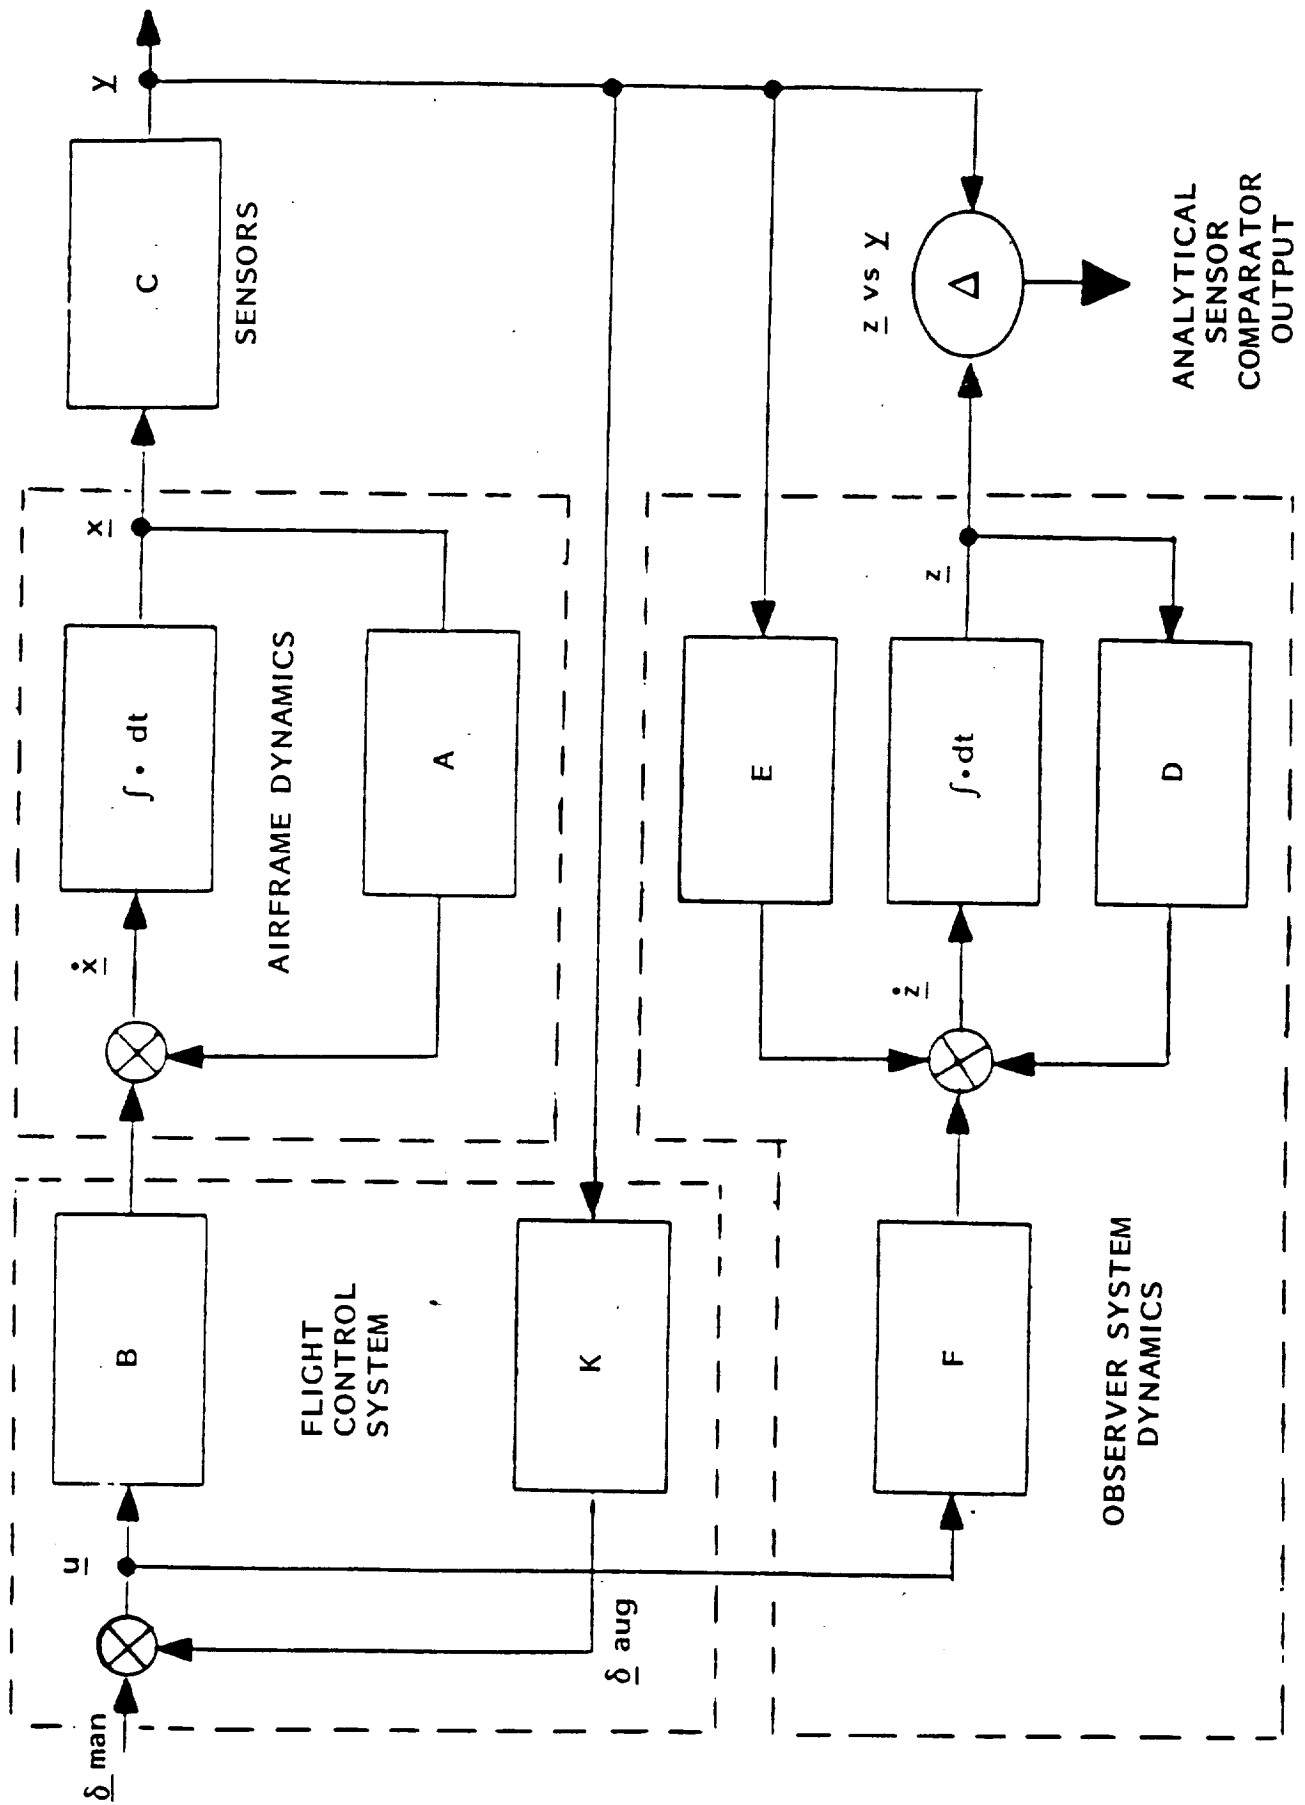 δ man
u
B
ẋ
∫• dt
x
C
y
SENSORS
AIRFRAME DYNAMICS
A
FLIGHT
CONTROL
SYSTEM
K
δ aug
E
z vs y
ż
∫•dt
z
Δ
F
D
OBSERVER SYSTEM
DYNAMICS
ANALYTICAL
SENSOR
COMPARATOR
OUTPUT